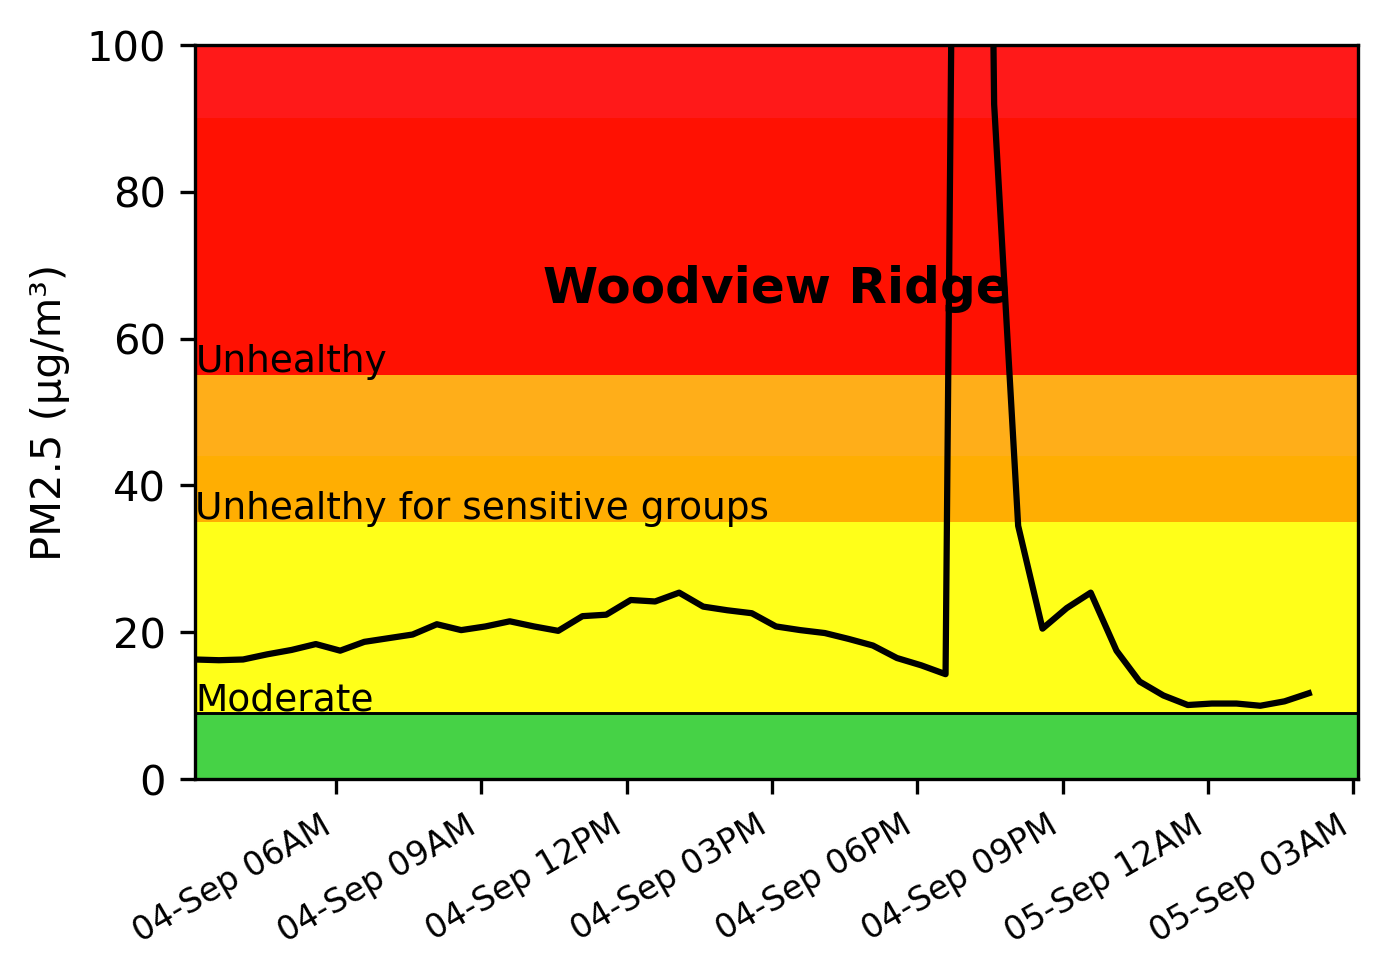 100
80
60
40
20
0
PM2.5 (µg/m³)
Woodview Ridge
Unhealthy
Unhealthy for sensitive groups
Moderate
04-Sep 06AM
04-Sep 09AM
04-Sep 12PM
04-Sep 03PM
04-Sep 06PM
04-Sep 09PM
05-Sep 12AM
05-Sep 03AM